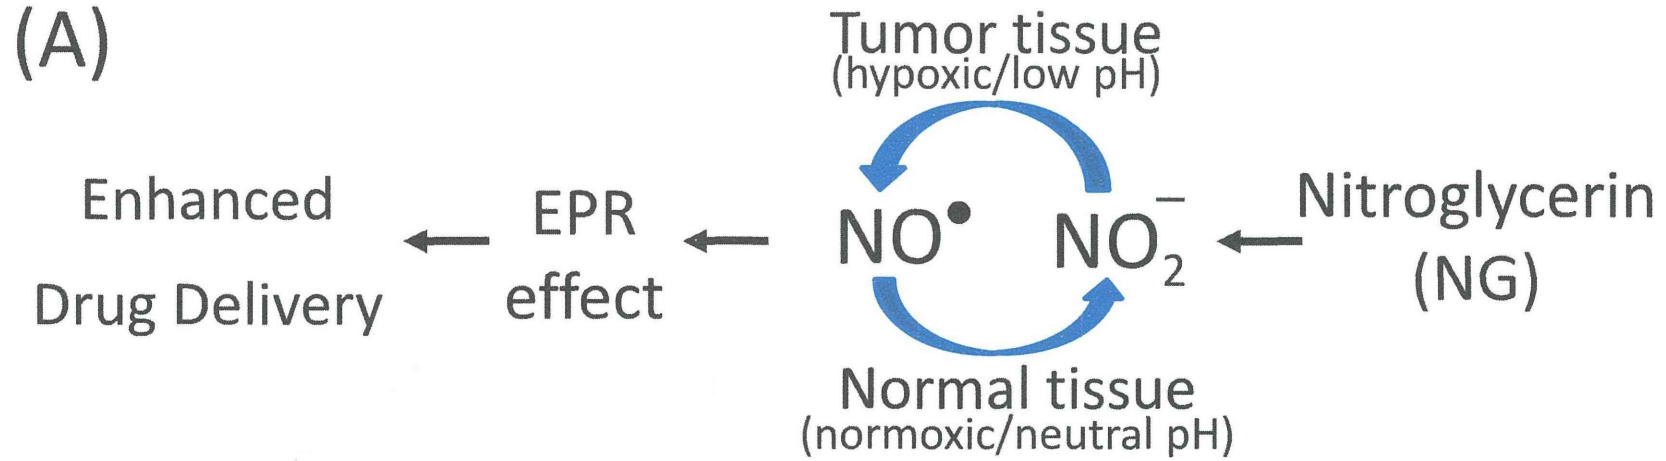 (A)
Tumor tissue
(hypoxic/low pH)
Enhanced
Drug Delivery
EPR
effect
NO•
NO₂⁻
Nitroglycerin
(NG)
Normal tissue
(normoxic/neutral pH)